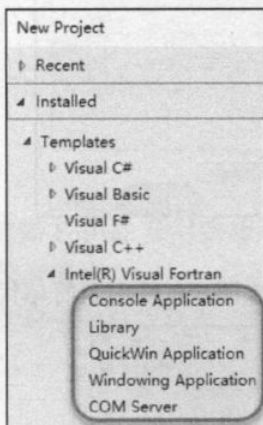 New Project
Recent
Installed
Templates
Visual C#
Visual Basic
Visual F#
Visual C++
Intel(R) Visual Fortran
Console Application
Library
QuickWin Application
Windowing Application
COM Server